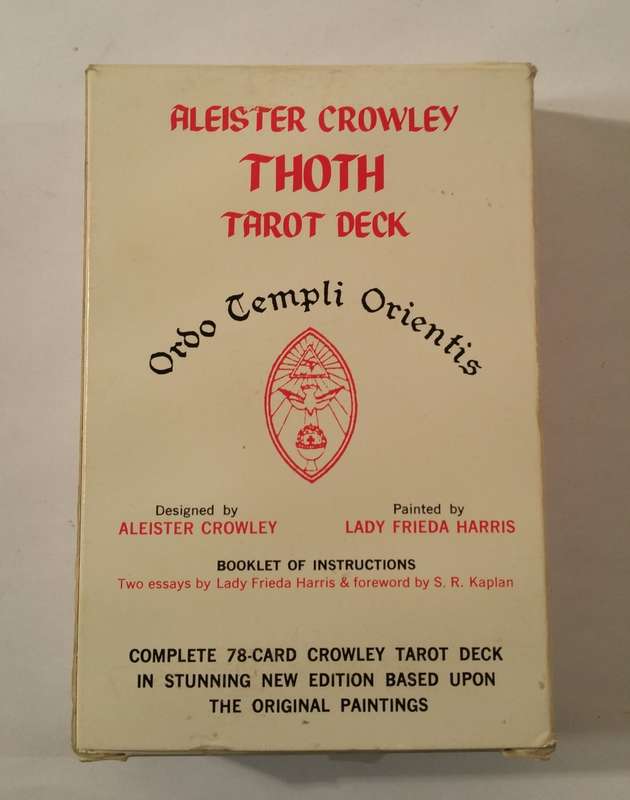 ALEISTER CROWLEY
THOTH
TAROT DECK
Ordo Templi Orientis
Designed by
ALEISTER CROWLEY
Painted by
LADY FRIEDA HARRIS
BOOKLET OF INSTRUCTIONS
Two essays by Lady Frieda Harris & foreword by S. R. Kaplan
COMPLETE 78-CARD CROWLEY TAROT DECK
IN STUNNING NEW EDITION BASED UPON
THE ORIGINAL PAINTINGS